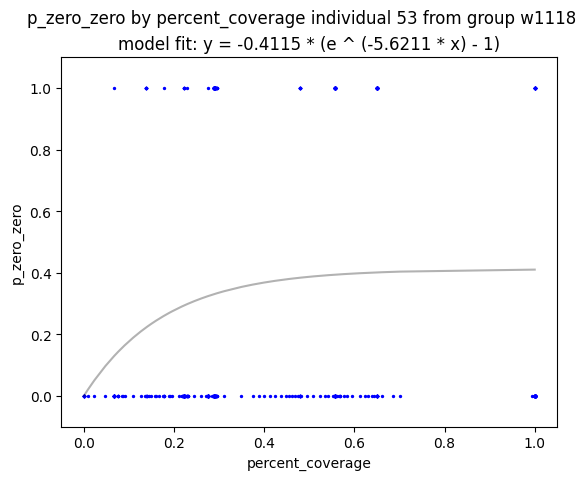 p_zero_zero by percent_coverage individual 53 from group w1118
model fit: y = -0.4115 * (e ^ (-5.6211 * x) - 1)
1.0
0.8
0.6
0.4
0.2
0.0
p_zero_zero
0.0 0.2 0.4 0.6 0.8 1.0
percent_coverage